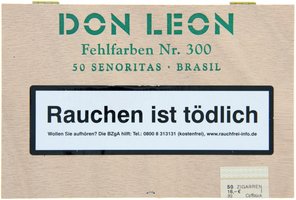 DON LEON
Fehlfarben Nr. 300
50 SENORITAS · BRASIL
Rauchen ist tödlich
Wollen Sie aufhören? Die BZgA hilft: Tel.: 0800 8 313131 (kostenfrei), www.rauchfrei-info.de
50 ZIGARREN